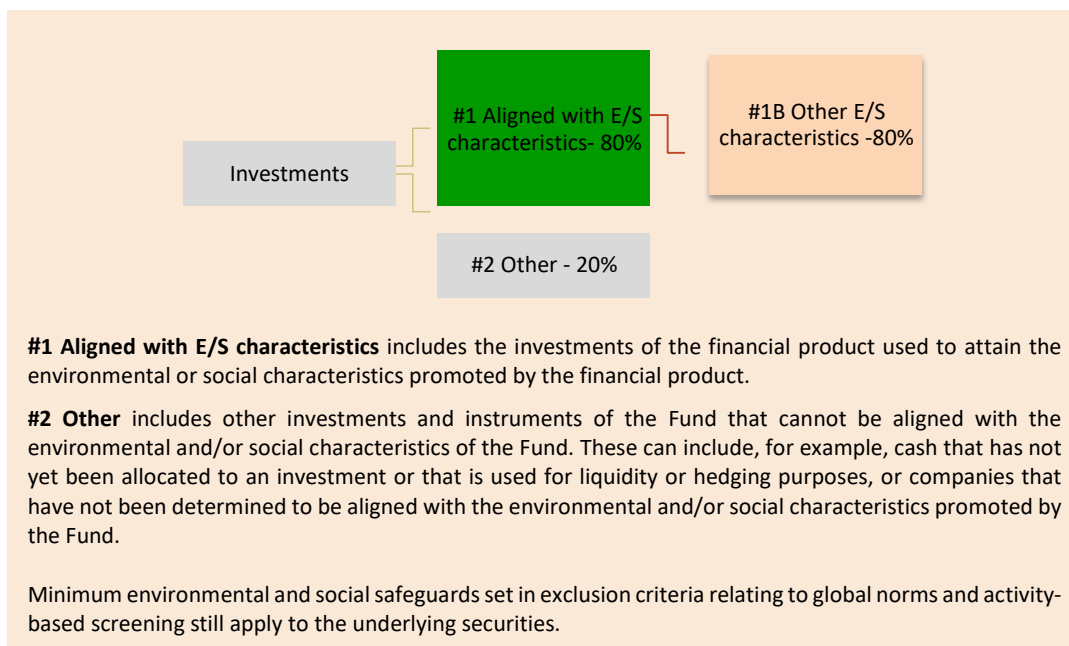 #1 Aligned with E/S
characteristics- 80%
#1B Other E/S
characteristics -80%
Investments
#2 Other - 20%
#1 Aligned with E/S characteristics includes the investments of the financial product used to attain the
environmental or social characteristics promoted by the financial product.
#2 Other includes other investments and instruments of the Fund that cannot be aligned with the
environmental and/or social characteristics of the Fund. These can include, for example, cash that has not
yet been allocated to an investment or that is used for liquidity or hedging purposes, or companies that
have not been determined to be aligned with the environmental and/or social characteristics promoted by
the Fund.
Minimum environmental and social safeguards set in exclusion criteria relating to global norms and activity-
based screening still apply to the underlying securities.